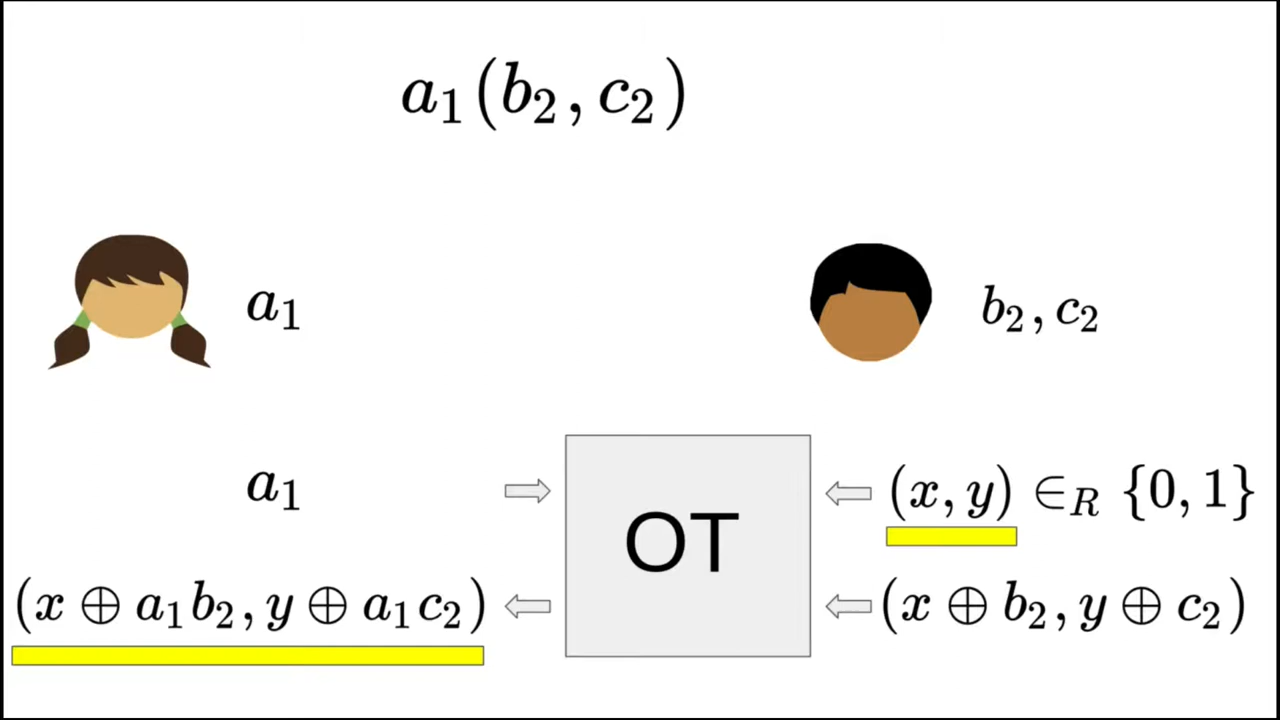 a₁(b₂, c₂)
a₁ b₂, c₂
a₁ OT (x, y) ∈_R {0, 1}
(x ⊕ a₁b₂, y ⊕ a₁c₂) (x ⊕ b₂, y ⊕ c₂)